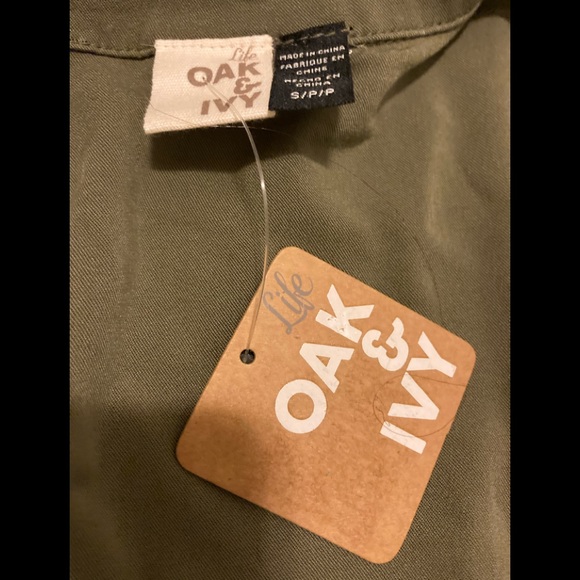 Life
OAK
&
IVY
MADE IN CHINA
FABRIQUE EN
CHINE
HECHO EN
CHINA
S/P/P
Life
OAK
&
IVY